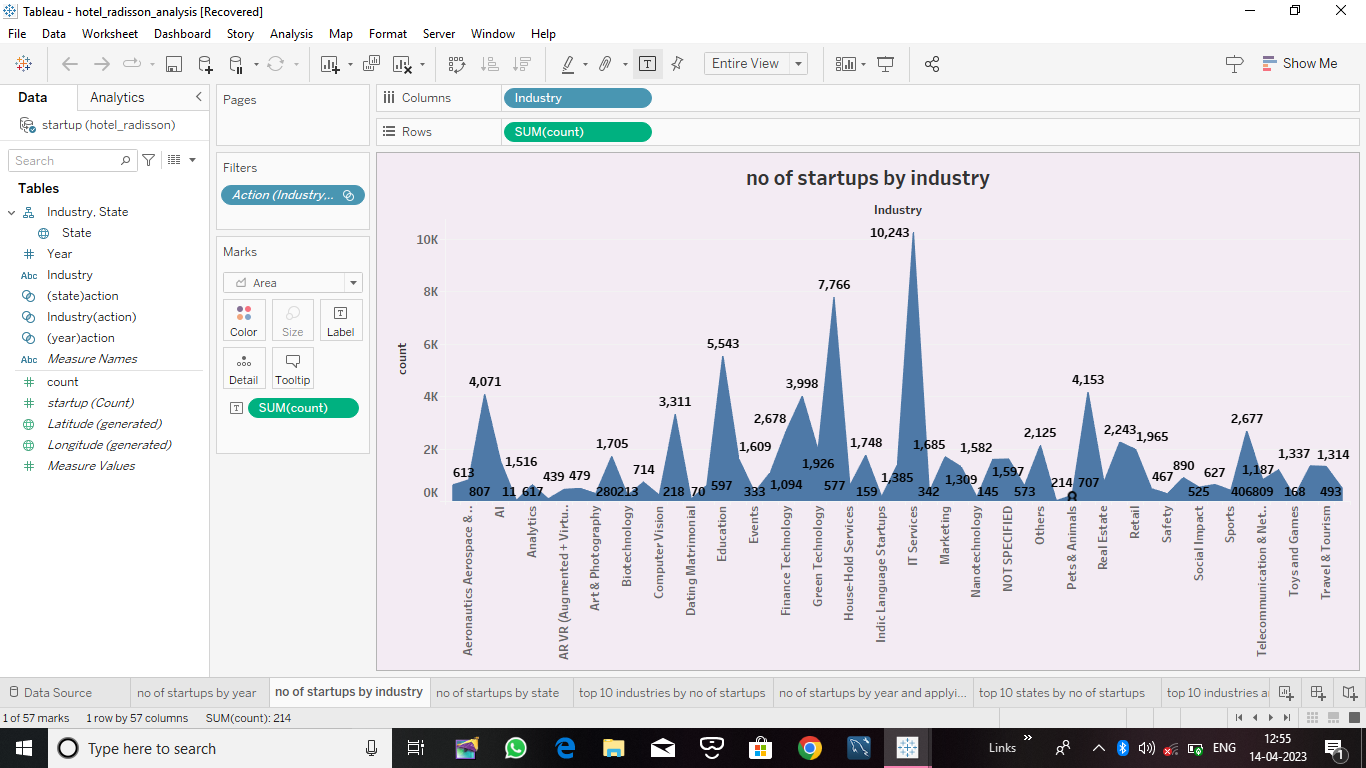 Tableau - hotel_radisson_analysis [Recovered]
File Data Worksheet Dashboard Story Analysis Map Format Server Window Help
Entire View
Show Me
Data Analytics
startup (hotel_radisson)
Search
Tables
Industry, State
State
Year
Abc Industry
(state)action
Industry(action)
(year)action
Abc Measure Names
count
startup (Count)
Latitude (generated)
Longitude (generated)
Measure Values
Pages
Filters
Action (Industry,..
Marks
Area
Color Size Label
Detail Tooltip
SUM(count)
Columns Industry
Rows SUM(count)
no of startups by industry
Industry
count
10K
8K
6K
4K
2K
0K
10,243
7,766
5,543
4,071
3,311
3,998
4,153
2,678
2,677
2,243
2,125
1,965
1,705
1,609
1,748
1,685
1,582
1,516
1,926
1,597
1,337
1,314
1,385
1,309
1,187
1,094
613
807
11
617
439
479
280
213
714
218
70
597
333
577
159
342
145
573
214
8
707
467
890
525
627
406
809
168
493
Aeronautics Aerospace & ..
AI
Analytics
AR VR (Augmented + Virtu..
Art & Photography
Biotechnology
Computer Vision
Dating Matrimonial
Education
Events
Finance Technology
Green Technology
House-Hold Services
Indic Language Startups
IT Services
Marketing
Nanotechnology
NOT SPECIFIED
Others
Pets & Animals
Real Estate
Retail
Safety
Social Impact
Sports
Telecommunication & Net..
Toys and Games
Travel & Tourism
Data Source no of startups by year no of startups by industry no of startups by state top 10 industries by no of startups no of startups by year and applyi... top 10 states by no of startups top 10 industries a
1 of 57 marks 1 row by 57 columns SUM(count): 214
Type here to search
Links
ENG
12:55
14-04-2023
1